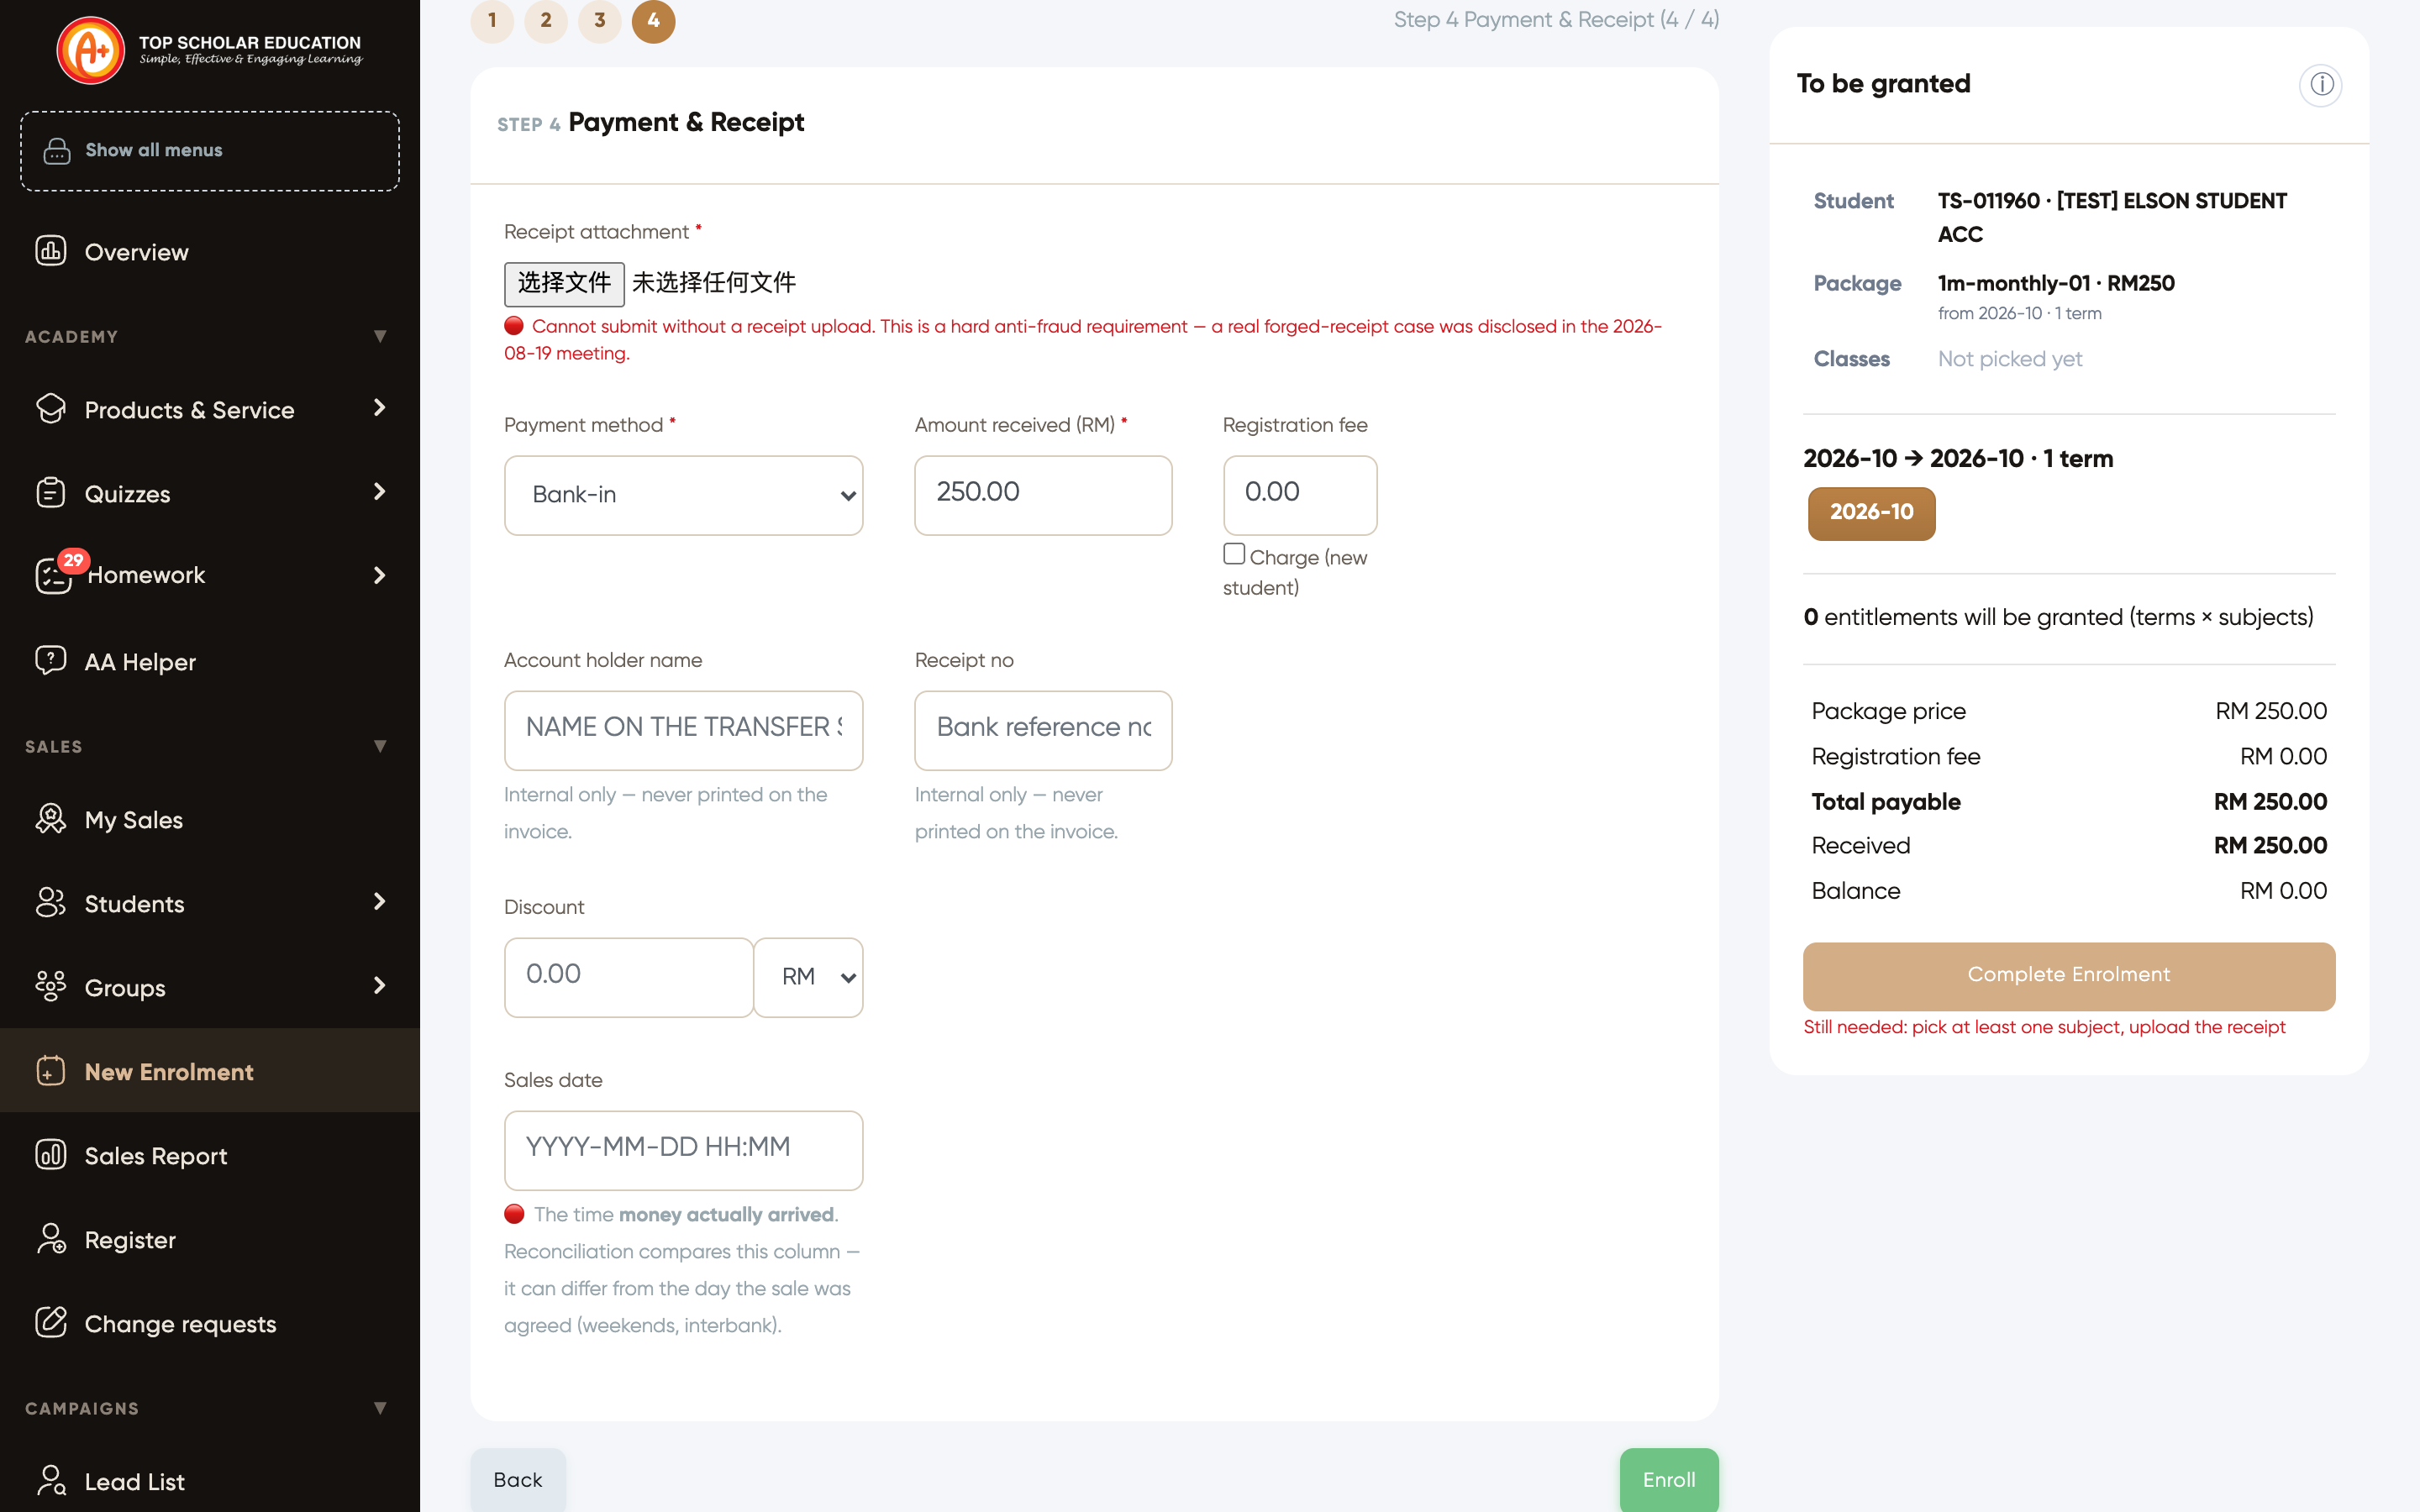 A+
TOP SCHOLAR EDUCATION
Simple, Effective & Engaging Learning
Show all menus
Overview
ACADEMY
Products & Service
Quizzes
29
Homework
AA Helper
SALES
My Sales
Students
Groups
New Enrolment
Sales Report
Register
Change requests
CAMPAIGNS
Lead List
1 2 3 4
Step 4 Payment & Receipt (4 / 4)
STEP 4 Payment & Receipt
Receipt attachment *
选择文件 未选择任何文件
Cannot submit without a receipt upload. This is a hard anti-fraud requirement — a real forged-receipt case was disclosed in the 2026-
08-19 meeting.
Payment method * Amount received (RM) * Registration fee
Bank-in 250.00 0.00
Charge (new
student)
Account holder name Receipt no
NAME ON THE TRANSFER S Bank reference no
Internal only — never printed on the
invoice.
Internal only — never
printed on the invoice.
Discount
0.00 RM
Sales date
YYYY-MM-DD HH:MM
The time money actually arrived.
Reconciliation compares this column —
it can differ from the day the sale was
agreed (weekends, interbank).
Back
Enroll
To be granted
Student TS-011960 · [TEST] ELSON STUDENT
ACC
Package 1m-monthly-01 · RM250
from 2026-10 · 1 term
Classes Not picked yet
2026-10 → 2026-10 · 1 term
2026-10
0 entitlements will be granted (terms × subjects)
Package price RM 250.00
Registration fee RM 0.00
Total payable RM 250.00
Received RM 250.00
Balance RM 0.00
Complete Enrolment
Still needed: pick at least one subject, upload the receipt